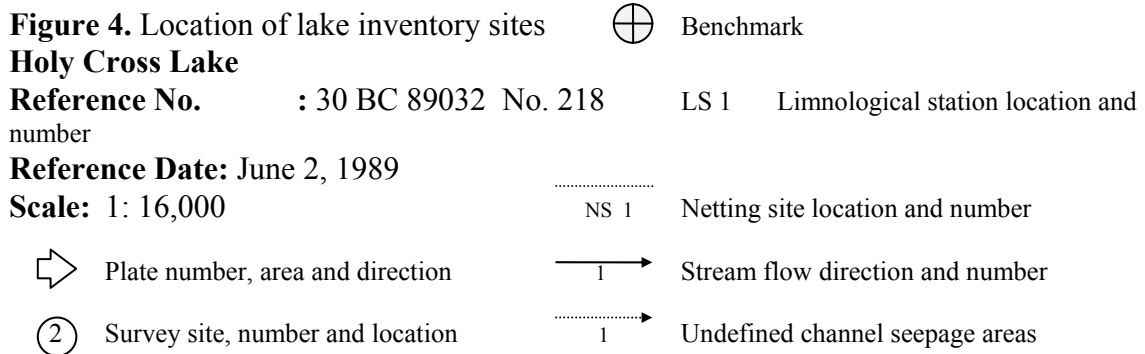 Figure 4. Location of lake inventory sites Benchmark
Holy Cross Lake
Reference No. : 30 BC 89032 No. 218 LS 1 Limnological station location and
number
Reference Date: June 2, 1989
Scale: 1: 16,000 NS 1 Netting site location and number
Plate number, area and direction 1 Stream flow direction and number
2 Survey site, number and location 1 Undefined channel seepage areas